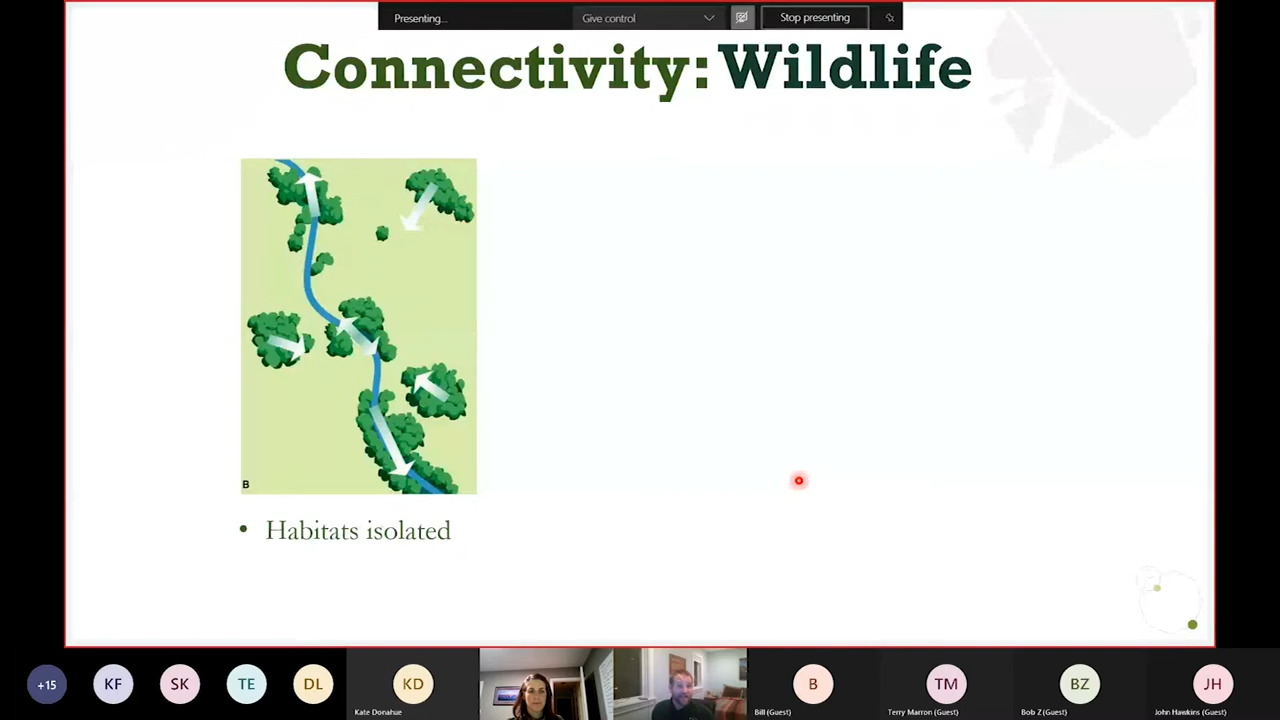 Presenting...
Give control
Stop presenting
Connectivity: Wildlife
B
• Habitats isolated
+15
KF
SK
TE
DL
KD
B
TM
BZ
JH
Kate Donahue
Bill (Guest)
Terry Marron (Guest)
Bob Z (Guest)
John Hawkins (Guest)